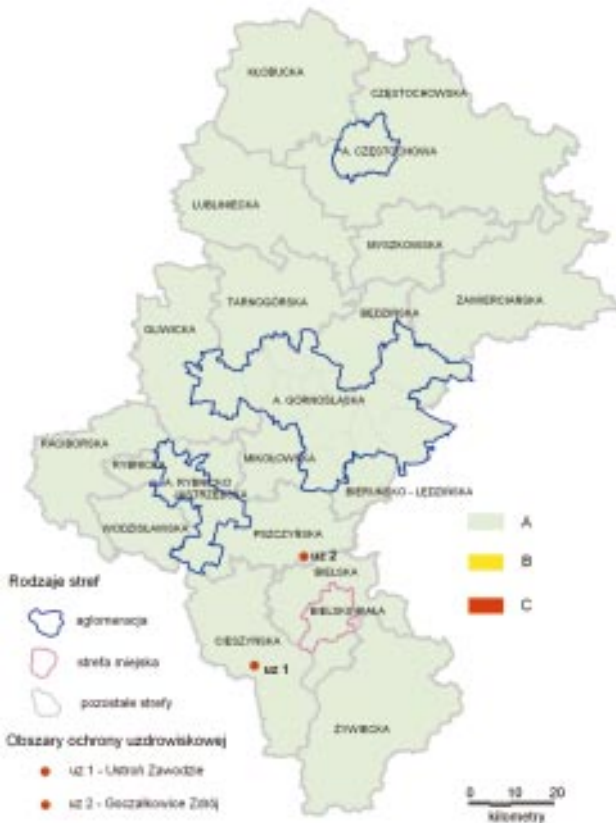 KŁOBUCKA
CZĘSTOCHOWSKA
A. CZĘSTOCHOWA
LUBLINIECKA
MYSZKOWSKA
TARNOGÓRSKA
BĘDZIŃSKA
ZAWIERCIAŃSKA
GLIWICKA
A. GÓRNOŚLĄSKA
RACIBORSKA
RYBNICKA
MIKOŁOWSKA
A. RYBNICKO
JASTRZĘBSKA
BIERUŃSKO - LĘDZIŃSKA
WODZISŁAWSKA
PSZCZYŃSKA
uz 2
BIELSKA
BIELSKO-BIAŁA
CIESZYŃSKA
uz 1
ŻYWIECKA
A
B
C
Rodzaje stref
aglomeracja
strefa miejska
pozostałe strefy
Obszary ochrony uzdrowiskowej
uz 1 - Ustroń Zawodzie
uz 2 - Goczałkowice Zdrój
0 10 20
kilometry